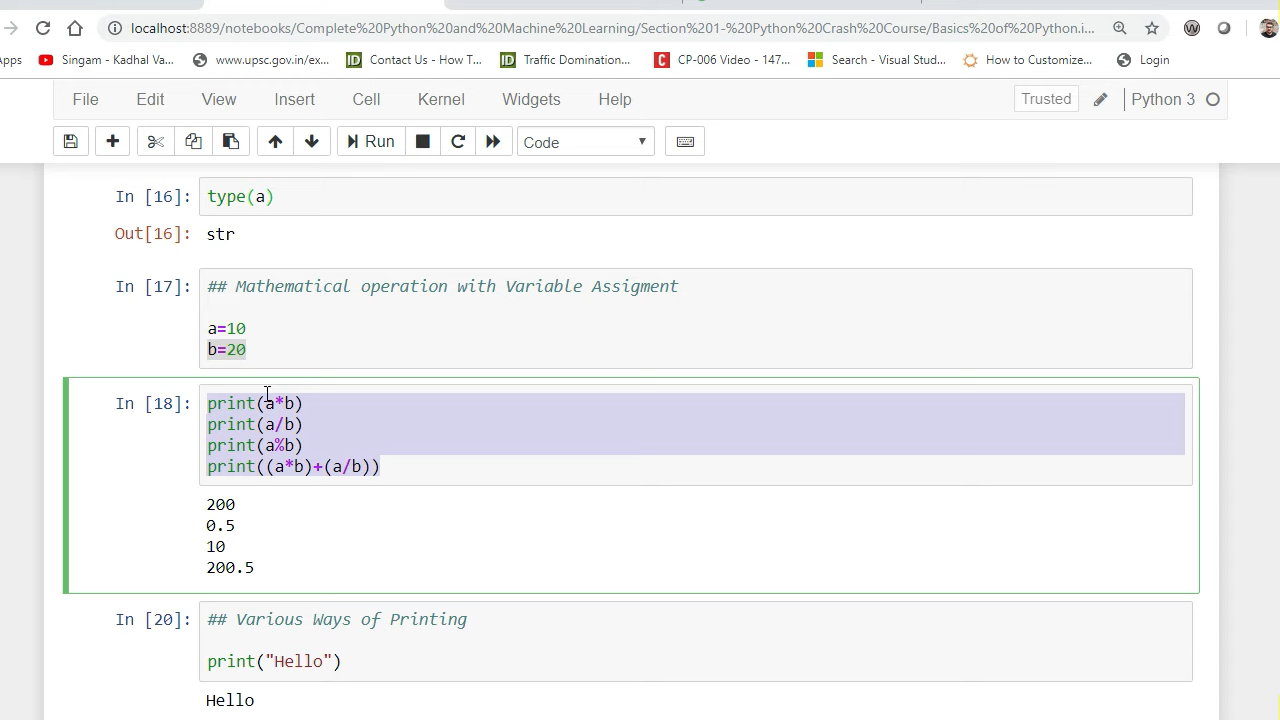 localhost:8889/notebooks/Complete%20Python%20and%20Machine%20Learning/Section%201-%20Python%20Crash%20Course/Basics%20of%20Python.i...
Apps Singam - Kadhal Va... www.upsc.gov.in/ex... ID Contact Us - How T... ID Traffic Domination... C CP-006 Video - 147... Search - Visual Stud... How to Customize... Login
File Edit View Insert Cell Kernel Widgets Help Trusted Python 3
Run Code
In [16]: type(a)
Out[16]: str
In [17]: ## Mathematical operation with Variable Assigment
a=10
b=20
In [18]: print(a*b)
print(a/b)
print(a%b)
print((a*b)+(a/b))
200
0.5
10
200.5
In [20]: ## Various Ways of Printing
print("Hello")
Hello